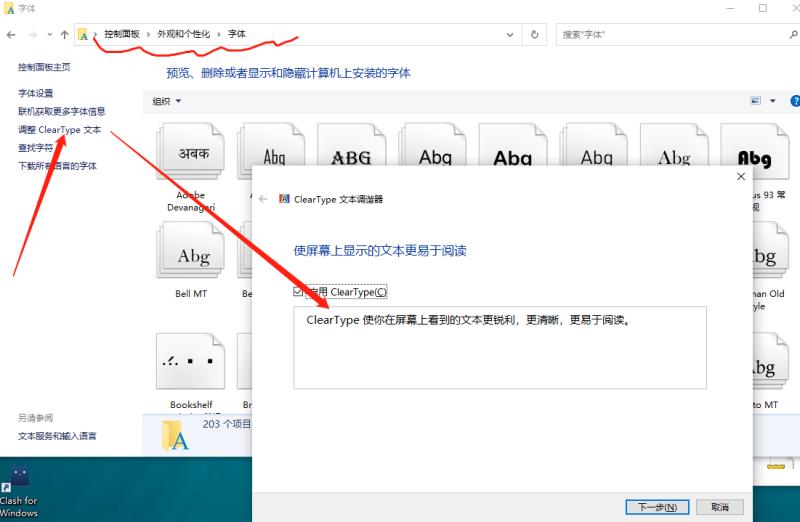 字体
控制面板 › 外观和个性化 › 字体
搜索"字体"
控制面板主页
字体设置
联机获取更多字体信息
调整 ClearType 文本
查找字符
下载所有语言的字体
预览、删除或者显示和隐藏计算机上安装的字体
组织
अबक
Abg
ABG
Abg
Abg
Abg
Abg
Abg
Adobe
Devanagari
us 93 常
规
Abg
bg
Bell MT
Be
an Old
yle
bg
Bookshelf
Br
to MT
ClearType 文本调谐器
使屏幕上显示的文本更易于阅读
启用 ClearType(C)
ClearType 使你在屏幕上看到的文本更锐利，更清晰，更易于阅读。
另请参阅
文本服务和输入语言
203 个项目
Clash for
Windows
下一步(N)
取消